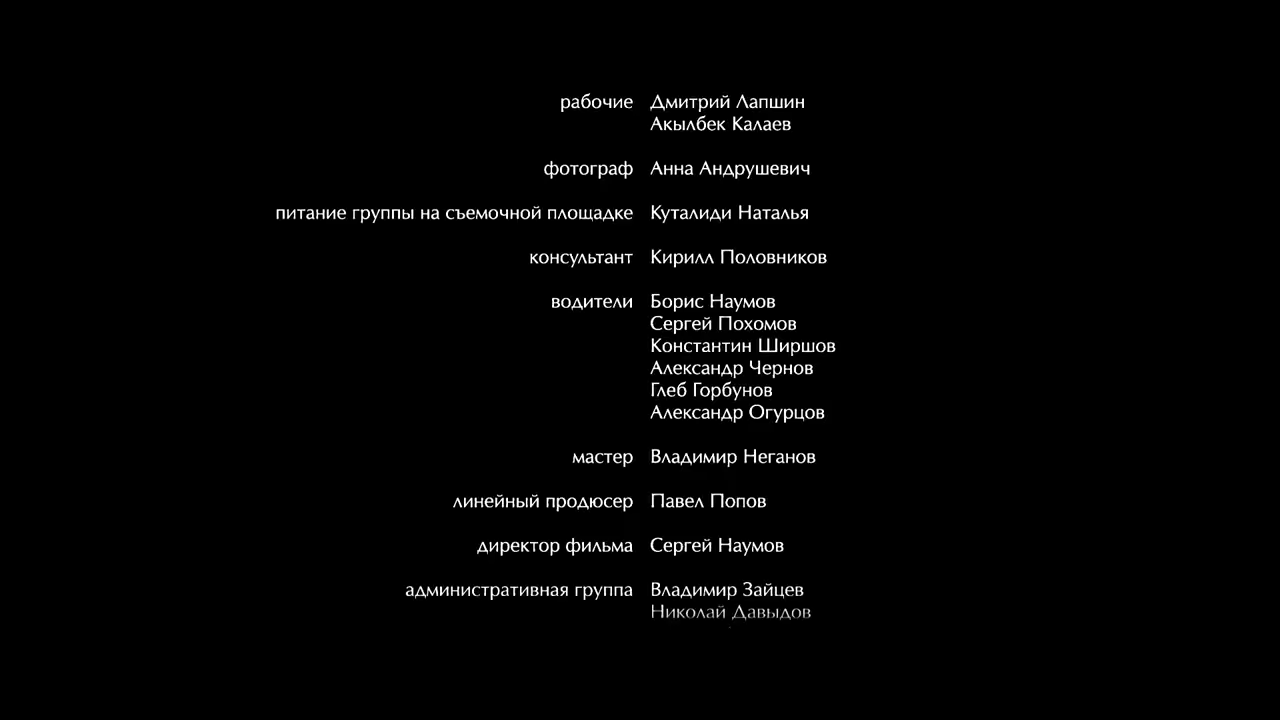 рабочие Дмитрий Лапшин
Акылбек Калаев
фотограф Анна Андрушевич
питание группы на съемочной площадке Куталиди Наталья
консультант Кирилл Половников
водители Борис Наумов
Сергей Похомов
Константин Ширшов
Александр Чернов
Глеб Горбунов
Александр Огурцов
мастер Владимир Неганов
линейный продюсер Павел Попов
директор фильма Сергей Наумов
административная группа Владимир Зайцев
Николай Давыдов